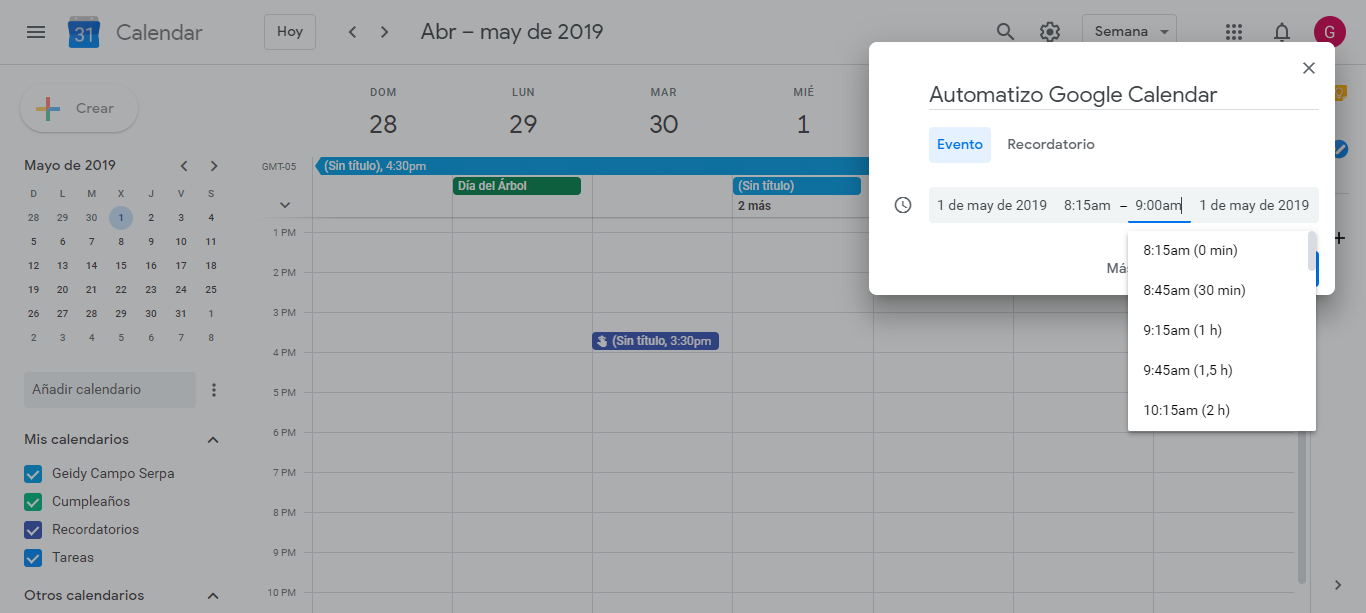 31 Calendar Hoy Abr – may de 2019 Semana G
Crear
Mayo de 2019
D L M X J V S
28 29 30 1 2 3 4
5 6 7 8 9 10 11
12 13 14 15 16 17 18
19 20 21 22 23 24 25
26 27 28 29 30 31 1
2 3 4 5 6 7 8
Añadir calendario
Mis calendarios
Geidy Campo Serpa
Cumpleaños
Recordatorios
Tareas
Otros calendarios
DOM LUN MAR MIÉ
28 29 30 1
GMT-05 (Sin título), 4:30pm
Día del Árbol (Sin título)
2 más
1 PM
2 PM
3 PM
(Sin título, 3:30pm
4 PM
5 PM
6 PM
7 PM
8 PM
9 PM
10 PM
Automatizo Google Calendar
Evento Recordatorio
1 de may de 2019 8:15am – 9:00am 1 de may de 2019
8:15am (0 min)
8:45am (30 min)
9:15am (1 h)
9:45am (1,5 h)
10:15am (2 h)